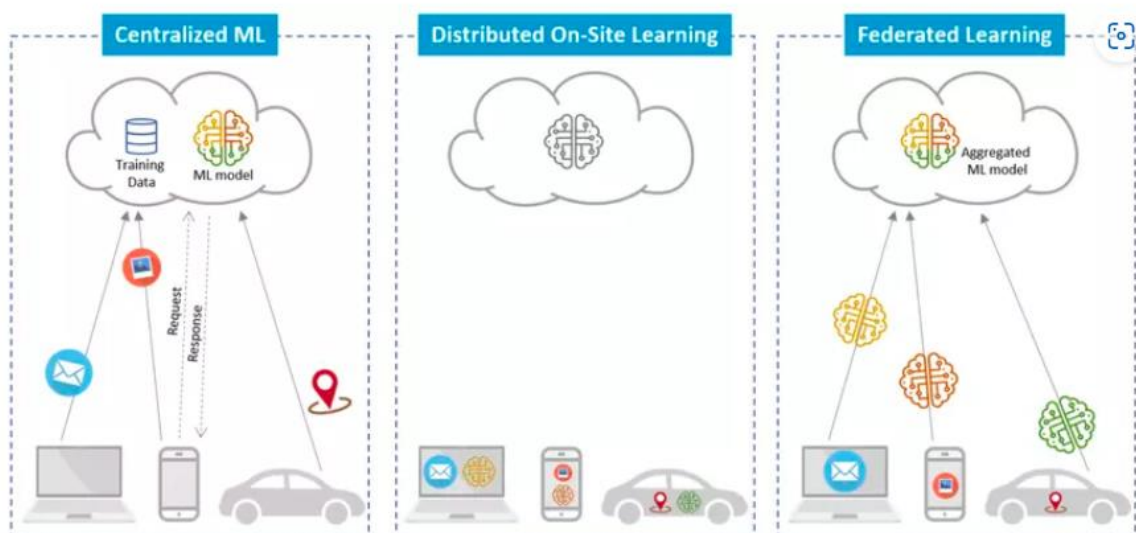 Centralized ML
Training
Data
ML model
Request
Response
Distributed On-Site Learning
Federated Learning
Aggregated
ML model